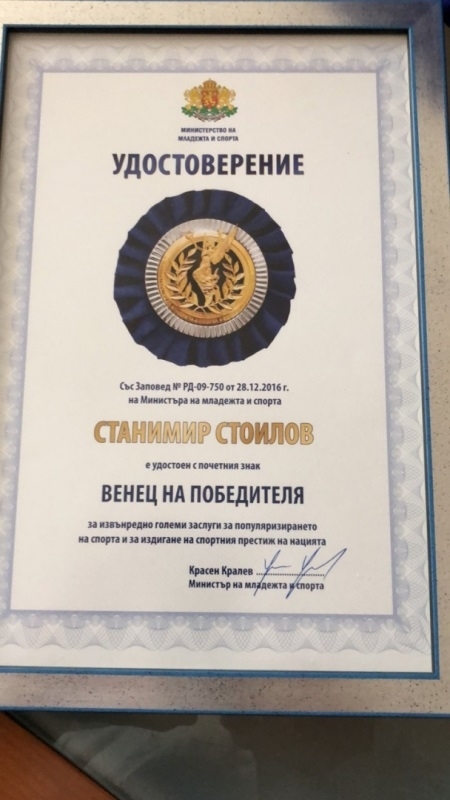 МИНИСТЕРСТВО НА
МЛАДЕЖТА И СПОРТА
УДОСТОВЕРЕНИЕ
Със Заповед № РД-09-750 от 28.12.2016 г.
на Министъра на младежта и спорта
СТАНИМИР СТОИЛОВ
е удостоен с почетния знак
ВЕНЕЦ НА ПОБЕДИТЕЛЯ
за извънредно големи заслуги за популяризирането
на спорта и за издигане на спортния престиж на нацията
Красен Кралев
Министър на младежта и спорта